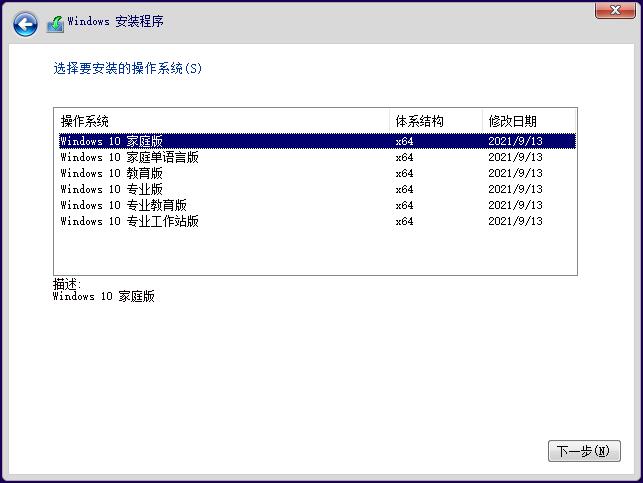 Windows 安装程序
选择要安装的操作系统(S)
操作系统 体系结构 修改日期
Windows 10 家庭版 x64 2021/9/13
Windows 10 家庭单语言版 x64 2021/9/13
Windows 10 教育版 x64 2021/9/13
Windows 10 专业版 x64 2021/9/13
Windows 10 专业教育版 x64 2021/9/13
Windows 10 专业工作站版 x64 2021/9/13
描述:
Windows 10 家庭版
下一步(N)